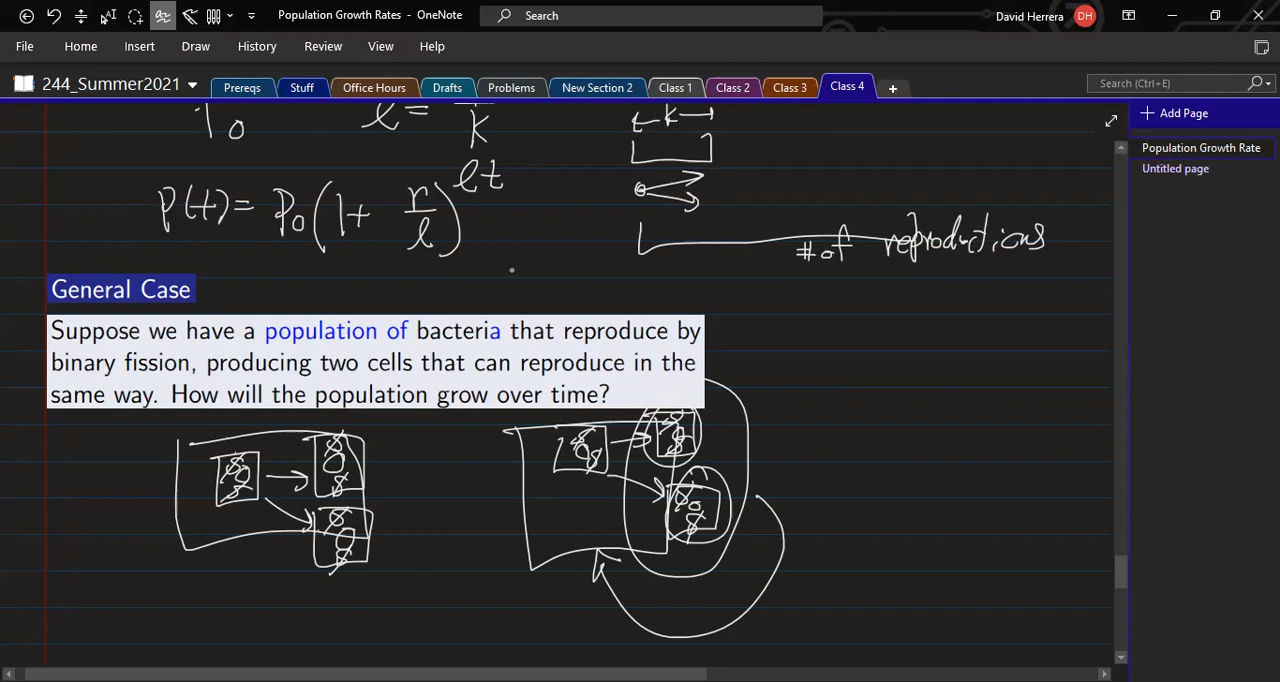 Population Growth Rates - OneNote
Search
David Herrera
DH
File Home Insert Draw History Review View Help
244_Summer2021
Prereqs Stuff Office Hours Drafts Problems New Section 2 Class 1 Class 2 Class 3 Class 4
Search (Ctrl+E)
Add Page
Population Growth Rate
Untitled page
ℓ = k
k
P(t) = P₀(1 + r/ℓ)^ℓt
# of reproductions
General Case
Suppose we have a population of bacteria that reproduce by
binary fission, producing two cells that can reproduce in the
same way. How will the population grow over time?